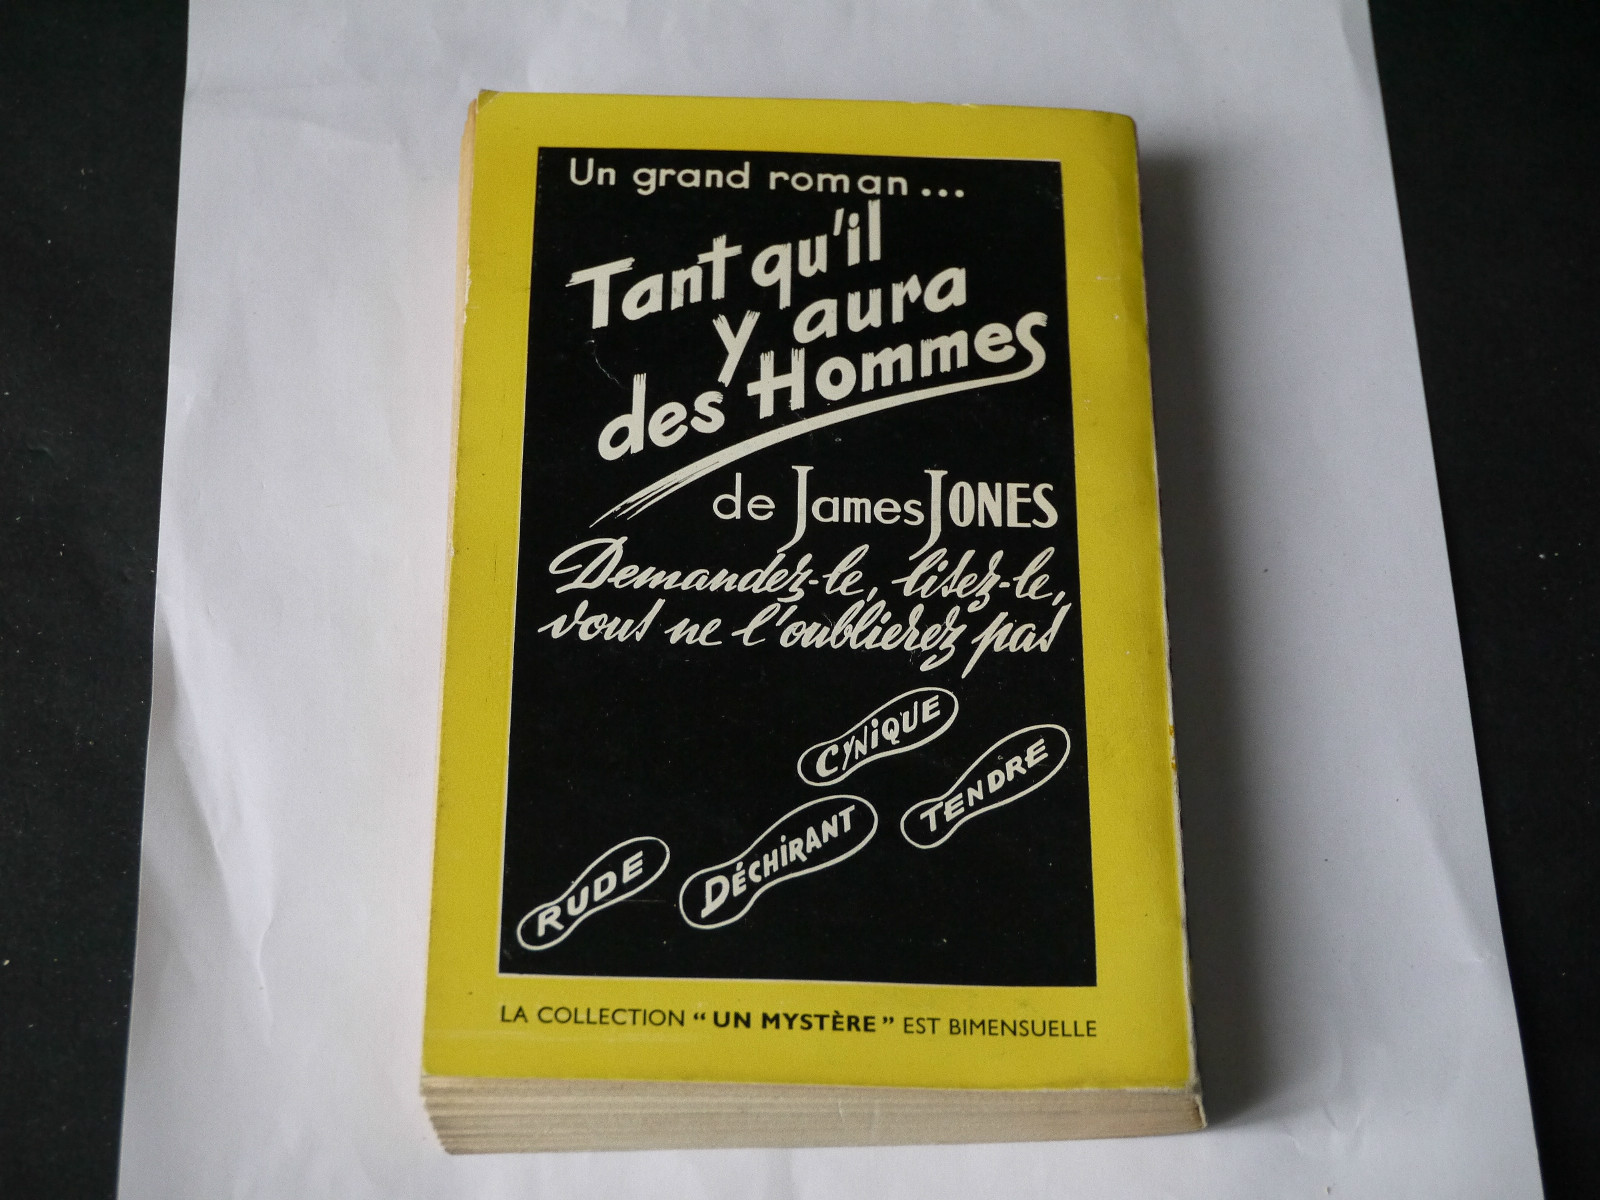 Un grand roman...
Tant qu'il
y aura
des Hommes
de James JONES
Demandez-le, lisez-le,
vous ne l'oublierez pas
CYNIQUE
TENDRE
DÉCHIRANT
RUDE
LA COLLECTION “ UN MYSTÈRE ” EST BIMENSUELLE